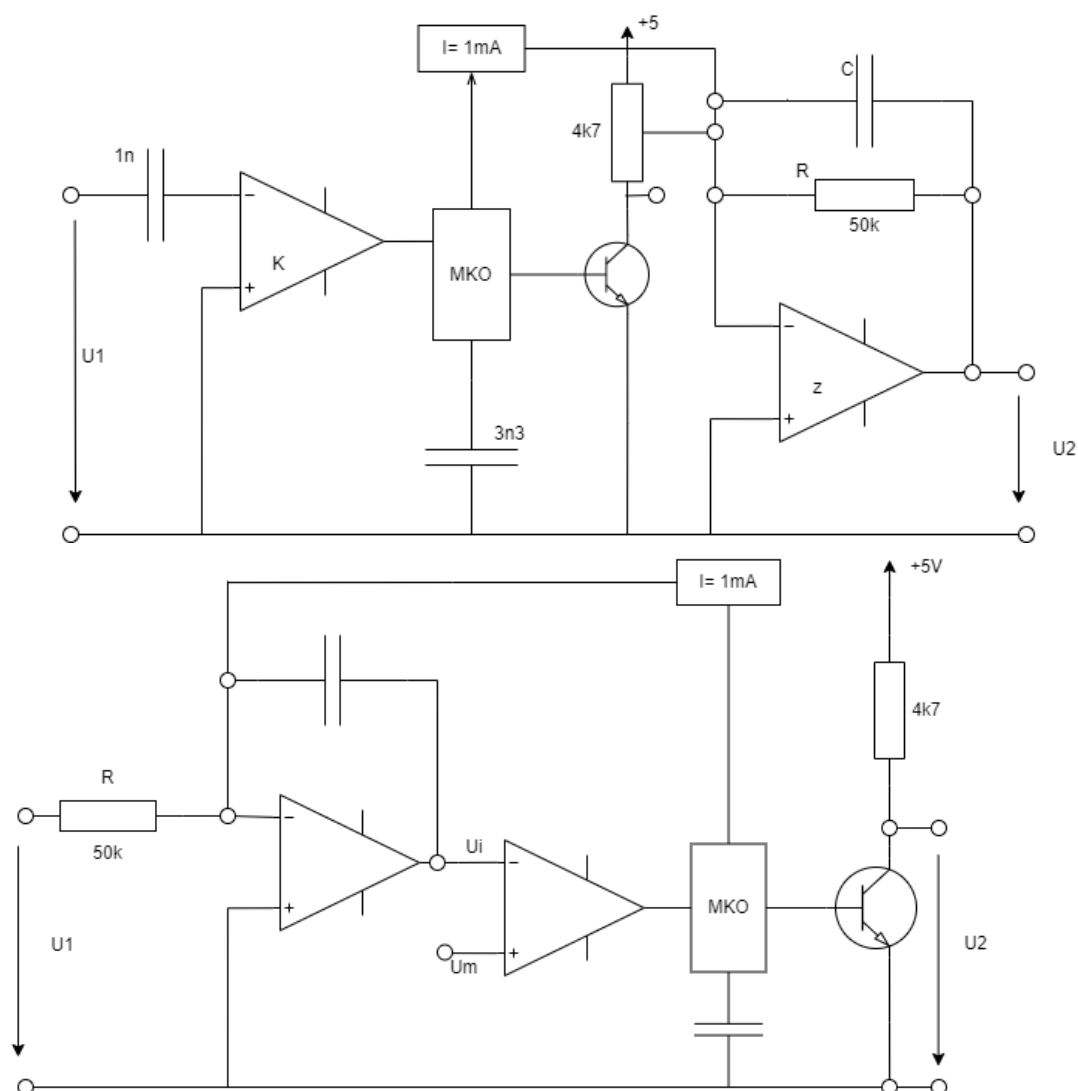 I= 1mA
+5
C
4k7
1n
R
50k
−
K
+
MKO
U1
−
z
+
3n3
U2
I= 1mA
+5V
4k7
R
50k
−
+
Ui
−
Um
+
MKO
U1
U2